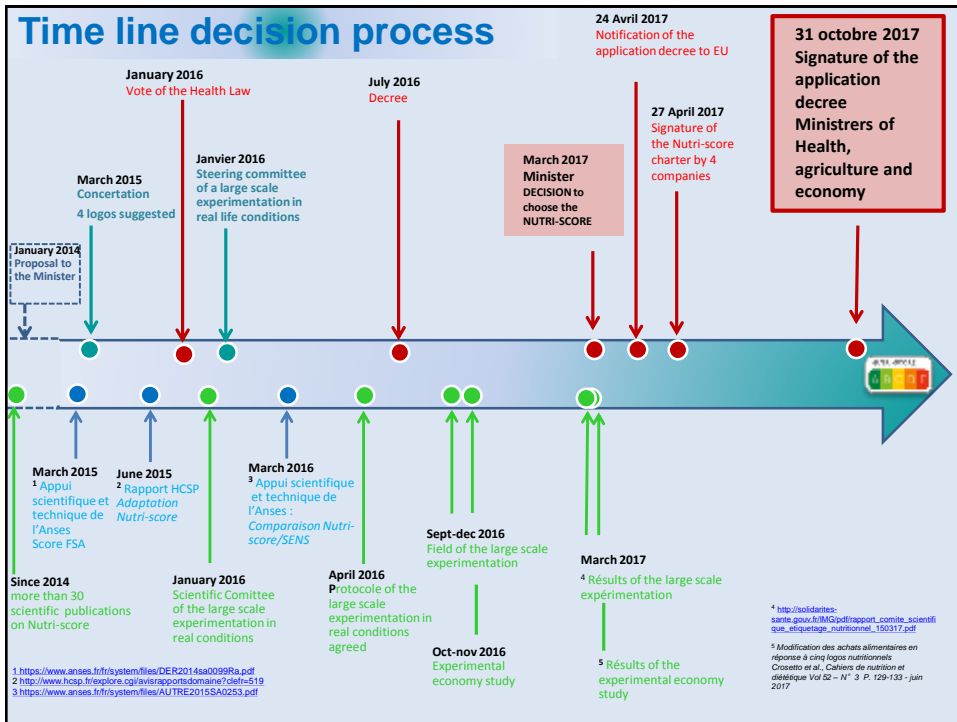 Time line decision process
24 Avril 2017
Notification of the
application decree to EU
31 octobre 2017
Signature of the
application
decree
Ministrers of
Health,
agriculture and
economy
January 2016
Vote of the Health Law
July 2016
Decree
27 April 2017
Signature of
the Nutri-score
charter by 4
companies
March 2015
Concertation
4 logos suggested
Janvier 2016
Steering committee
of a large scale
experimentation in
real life conditions
March 2017
Minister
DECISION to
choose the
NUTRI-SCORE
January 2014
Proposal to
the Minister
March 2015
1 Appui
scientifique et
technique de
l'Anses
Score FSA
June 2015
2 Rapport HCSP
Adaptation
Nutri-score
March 2016
3 Appui scientifique
et technique de
l'Anses :
Comparaison Nutri-
score/SENS
Since 2014
more than 30
scientific publications
on Nutri-score
January 2016
Scientific Comittee
of the large scale
experimentation in
real conditions
April 2016
Protocole of the
large scale
experimentation in
real conditions
agreed
Sept-dec 2016
Field of the large scale
experimentation
Oct-nov 2016
Experimental
economy study
March 2017
4 Résults of the large scale
expérimentation
5 Résults of the
experimental economy
study
1 https://www.anses.fr/fr/system/files/DER2014sa0099Ra.pdf
2 http://www.hcsp.fr/explore.cgi/avisrapportsdomaine?clefr=519
3 https://www.anses.fr/fr/system/files/AUTRE2015SA0253.pdf
4 http://solidarites-
sante.gouv.fr/IMG/pdf/rapport_comite_scientifi
que_etiquetage_nutritionnel_150317.pdf
5 Modification des achats alimentaires en
réponse à cinq logos nutritionnels
Crosetto et al., Cahiers de nutrition et
diététique Vol 52 – N° 3 P. 129-133 - juin
2017